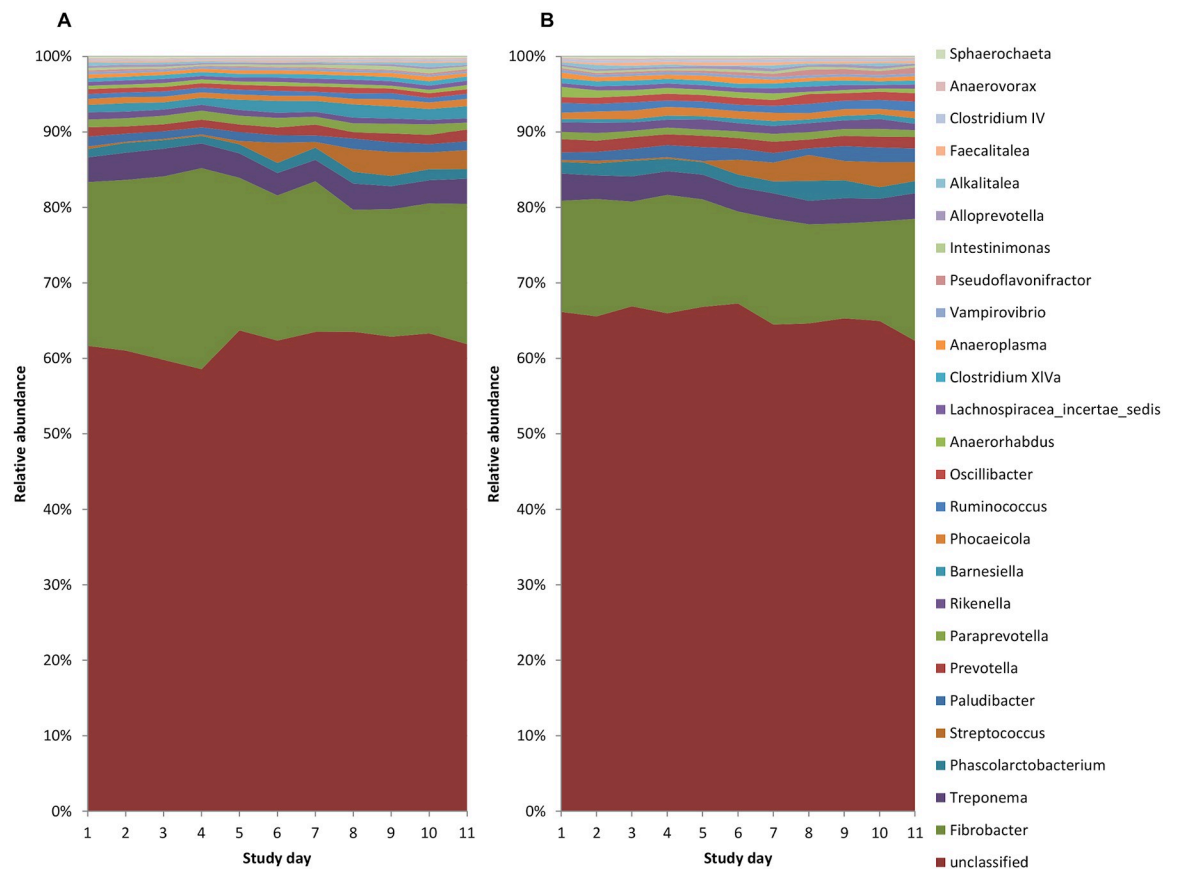 A
B
100%
90%
80%
70%
60%
50%
40%
30%
20%
10%
0%
Relative abundance
1 2 3 4 5 6 7 8 9 10 11
Study day
100%
90%
80%
70%
60%
50%
40%
30%
20%
10%
0%
Relative abundance
1 2 3 4 5 6 7 8 9 10 11
Study day
Sphaerochaeta
Anaerovorax
Clostridium IV
Faecalitalea
Alkalitalea
Alloprevotella
Intestinimonas
Pseudoflavonifractor
Vampirovibrio
Anaeroplasma
Clostridium XlVa
Lachnospiracea_incertae_sedis
Anaerorhabdus
Oscillibacter
Ruminococcus
Phocaeicola
Barnesiella
Rikenella
Paraprevotella
Prevotella
Paludibacter
Streptococcus
Phascolarctobacterium
Treponema
Fibrobacter
unclassified